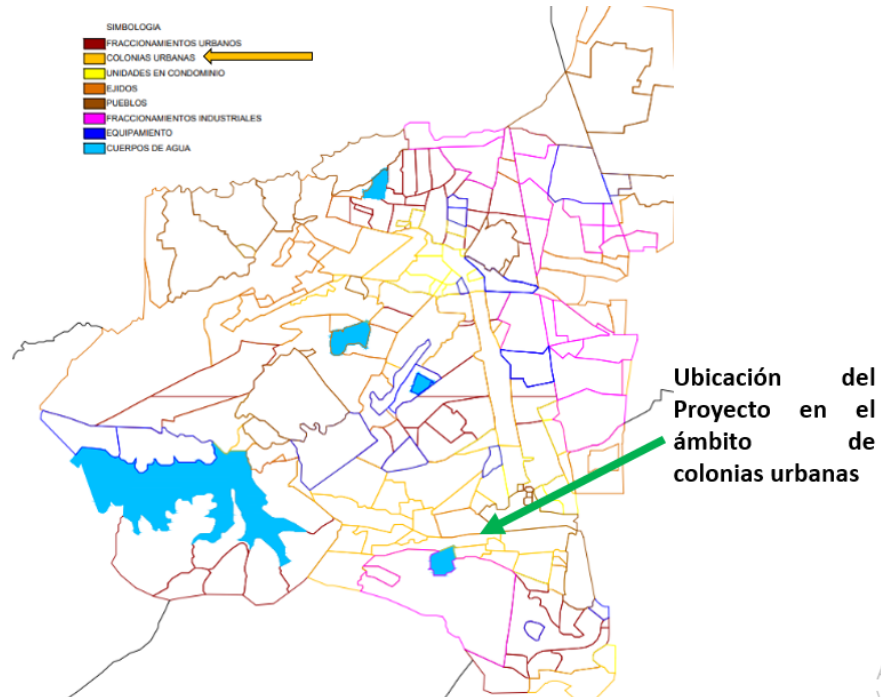 SIMBOLOGIA
FRACCIONAMIENTOS URBANOS
COLONIAS URBANAS
UNIDADES EN CONDOMINIO
EJIDOS
PUEBLOS
FRACCIONAMIENTOS INDUSTRIALES
EQUIPAMIENTO
CUERPOS DE AGUA
Ubicación del
Proyecto en el
ámbito de
colonias urbanas